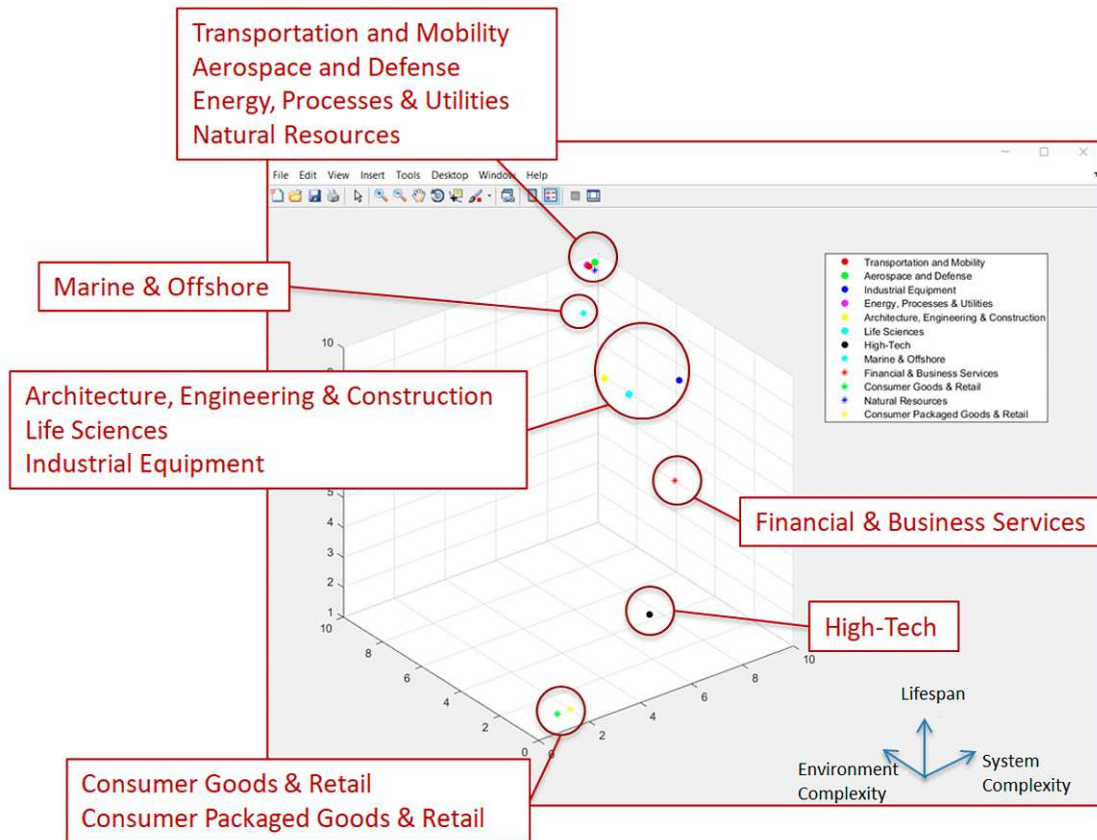 Transportation and Mobility
Aerospace and Defense
Energy, Processes & Utilities
Natural Resources
File Edit View Insert Tools Desktop Window Help
Marine & Offshore
Transportation and Mobility
Aerospace and Defense
Industrial Equipment
Energy, Processes & Utilities
Architecture, Engineering & Construction
Life Sciences
High-Tech
Marine & Offshore
Financial & Business Services
Consumer Goods & Retail
Natural Resources
Consumer Packaged Goods & Retail
10
Architecture, Engineering & Construction
Life Sciences
Industrial Equipment
5
4
3
2
1
10
8
6
4
2
0
0
2
4
6
8
10
Financial & Business Services
High-Tech
Lifespan
Environment
Complexity
System
Complexity
Consumer Goods & Retail
Consumer Packaged Goods & Retail